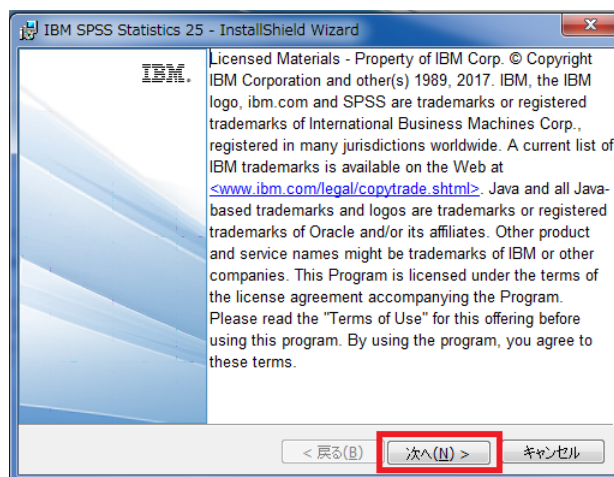 IBM SPSS Statistics 25 - InstallShield Wizard
IBM.
Licensed Materials - Property of IBM Corp. © Copyright
IBM Corporation and other(s) 1989, 2017. IBM, the IBM
logo, ibm.com and SPSS are trademarks or registered
trademarks of International Business Machines Corp.,
registered in many jurisdictions worldwide. A current list of
IBM trademarks is available on the Web at
<www.ibm.com/legal/copytrade.shtml>. Java and all Java-
based trademarks and logos are trademarks or registered
trademarks of Oracle and/or its affiliates. Other product
and service names might be trademarks of IBM or other
companies. This Program is licensed under the terms of
the license agreement accompanying the Program.
Please read the "Terms of Use" for this offering before
using this program. By using the program, you agree to
these terms.
< 戻る(B) 次へ(N) > キャンセル